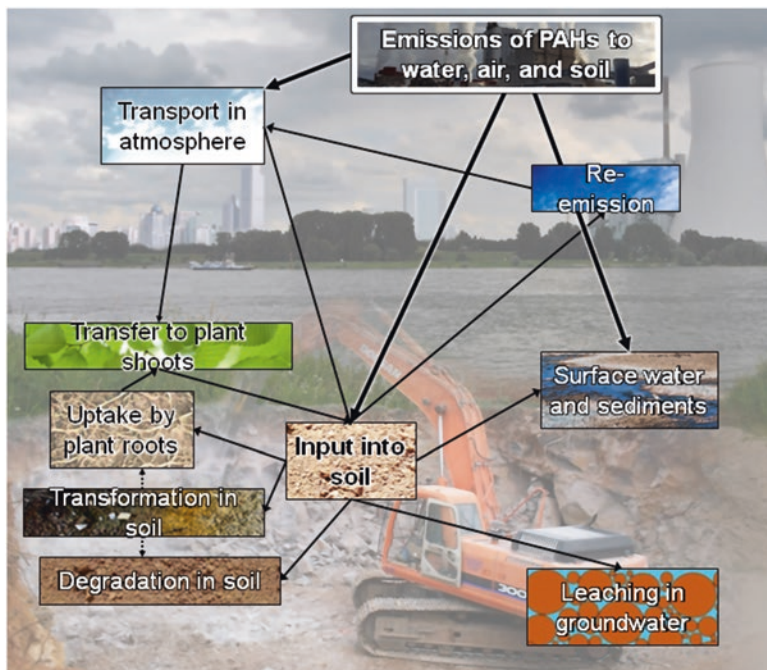 Emissions of PAHs to
water, air, and soil
Transport in
atmosphere
Re-
emission
Transfer to plant
shoots
Surface water
and sediments
Uptake by
plant roots
Input into
soil
Transformation in
soil
Degradation in soil
Leaching in
groundwater
300